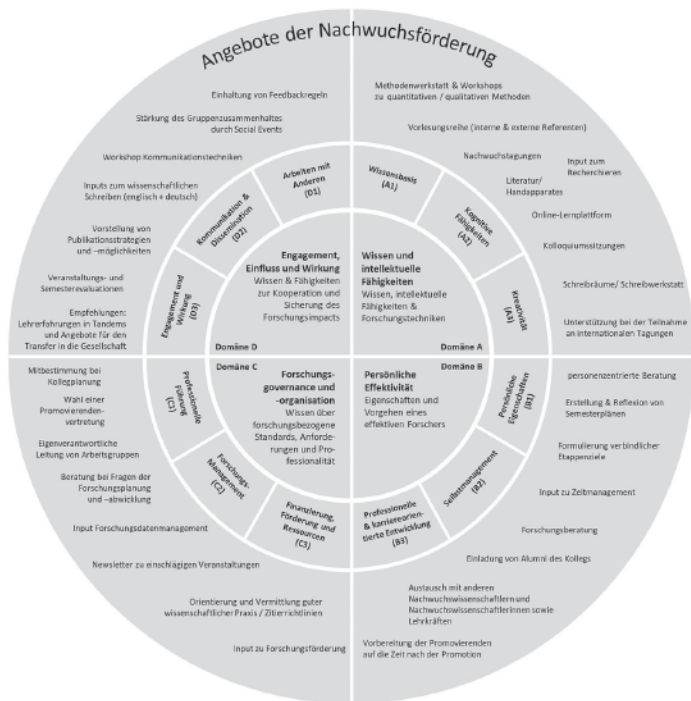 Angebote der Nachwuchsförderung
Einhaltung von Feedbackregeln
Stärkung des Gruppenzusammenhaltes
durch Social Events
Workshop Kommunikationstechniken
Inputs zum wissenschaftlichen
Schreiben (englisch + deutsch)
Vorstellung von
Publikationsstrategien
und –möglichkeiten
Veranstaltungs- und
Semesterevaluationen
Empfehlungen:
Lehrerfahrungen in Tandems
und Angebote für den
Transfer in die Gesellschaft
Methodenwerkstatt & Workshops
zu quantitativen / qualitativen Methoden
Vorlesungsreihe (interne & externe Referenten)
Nachwuchstagungen
Input zum
Recherchieren
Literatur/
Handapparates
Online-Lernplattform
Kolloquiumssitzungen
Schreibräume/ Schreibwerkstatt
Unterstützung bei der Teilnahme
an internationalen Tagungen
Arbeiten mit
Anderen
(D1)
Kommunikation &
Dissemination
(D2)
Engagement und
Wirkung
(D3)
Wissensbasis
(A1)
Kognitive
Fähigkeiten
(A2)
Kreativität
(A3)
Engagement,
Einfluss und Wirkung
Wissen & Fähigkeiten
zur Kooperation und
Sicherung des
Forschungsimpacts
Domäne D
Wissen und
intellektuelle
Fähigkeiten
Wissen, intellektuelle
Fähigkeiten &
Forschungstechniken
Domäne A
Domäne C
Forschungs-
governance und
-organisation
Wissen über
forschungsbezogene
Standards, Anforde-
rungen und Pro-
fessionalität
Domäne B
Persönliche
Effektivität
Eigenschaften und
Vorgehen eines
effektiven Forschers
Professionelle
Führung
(C1)
Forschungs-
Management
(C2)
Finanzierung,
Förderung und
Ressourcen
(C3)
Persönliche
Eigenschaften
(B1)
Selbstmanagement
(B2)
Professionelle
& karriereorien-
tierte Entwicklung
(B3)
Mitbestimmung bei
Kollegplanung
Wahl einer
Promovierenden-
vertretung
Eigenverantwortliche
Leitung von Arbeitsgruppen
Beratung bei Fragen der
Forschungsplanung
und –abwicklung
Input Forschungsdatenmanagement
Newsletter zu einschlägigen Veranstaltungen
Orientierung und Vermittlung guter
wissenschaftlicher Praxis / Zitierrichtlinien
Input zu Forschungsförderung
personenzentrierte Beratung
Erstellung & Reflexion von
Semesterplänen
Formulierung verbindlicher
Etappenziele
Input zu Zeitmanagement
Forschungsberatung
Einladung von Alumni des Kollegs
Austausch mit anderen
Nachwuchswissenschaftlern und
Nachwuchswissenschaftlerinnen sowie
Lehrkräften
Vorbereitung der Promovierenden
auf die Zeit nach der Promotion